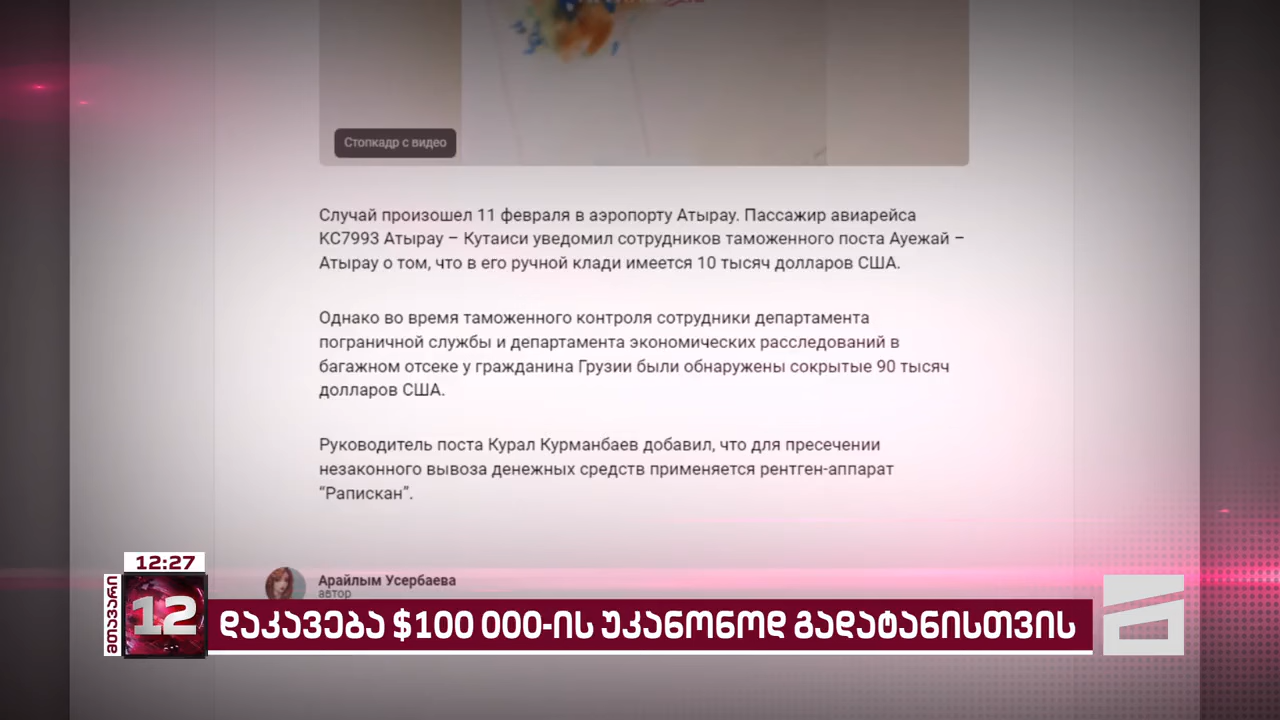 Стопкадр с видео
Случай произошел 11 февраля в аэропорту Атырау. Пассажир авиарейса
KC7993 Атырау – Кутаиси уведомил сотрудников таможенного поста Ауежай –
Атырау о том, что в его ручной клади имеется 10 тысяч долларов США.
Однако во время таможенного контроля сотрудники департамента
пограничной службы и департамента экономических расследований в
багажном отсеке у гражданина Грузии были обнаружены сокрытые 90 тысяч
долларов США.
Руководитель поста Курал Курманбаев добавил, что для пресечении
незаконного вывоза денежных средств применяется рентген-аппарат
“Рапискан”.
Арайлым Усербаева
автор
12:27
მთავარი
12
დაკავება $100 000-ის უკანონოდ გადატანისთვის